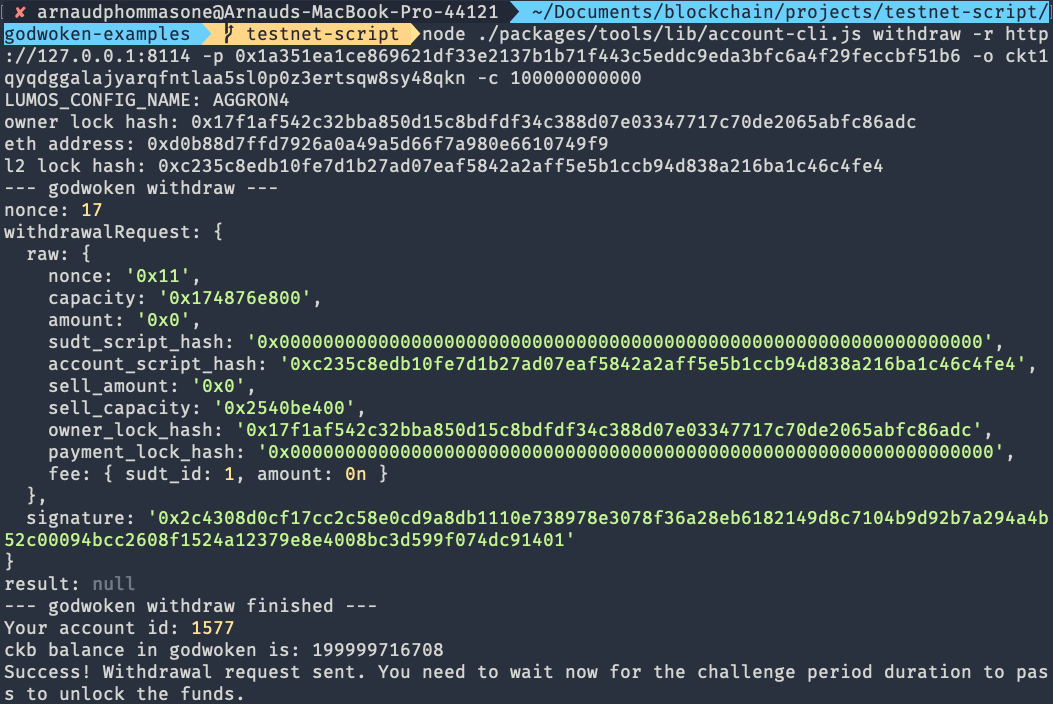 ✘ arnaudphommasone@Arnauds-MacBook-Pro-44121 ~/Documents/blockchain/projects/testnet-script/
godwoken-examples testnet-script node ./packages/tools/lib/account-cli.js withdraw -r http
://127.0.0.1:8114 -p 0x1a351ea1ce869621df33e2137b1b71f443c5eddc9eda3bfc6a4f29feccbf51b6 -o ckt1
qyqdggalajyarqfntlaa5sl0p0z3ertsqw8sy48qkn -c 100000000000
LUMOS_CONFIG_NAME: AGGRON4
owner lock hash: 0x17f1af542c32bba850d15c8bdfdf34c388d07e03347717c70de2065abfc86adc
eth address: 0xd0b88d7ffd7926a0a49a5d66f7a980e6610749f9
l2 lock hash: 0xc235c8edb10fe7d1b27ad07eaf5842a2aff5e5b1ccb94d838a216ba1c46c4fe4
--- godwoken withdraw ---
nonce: 17
withdrawalRequest: {
  raw: {
    nonce: '0x11',
    capacity: '0x174876e800',
    amount: '0x0',
    sudt_script_hash: '0x0000000000000000000000000000000000000000000000000000000000000000',
    account_script_hash: '0xc235c8edb10fe7d1b27ad07eaf5842a2aff5e5b1ccb94d838a216ba1c46c4fe4',
    sell_amount: '0x0',
    sell_capacity: '0x2540be400',
    owner_lock_hash: '0x17f1af542c32bba850d15c8bdfdf34c388d07e03347717c70de2065abfc86adc',
    payment_lock_hash: '0x0000000000000000000000000000000000000000000000000000000000000000',
    fee: { sudt_id: 1, amount: 0n }
  },
  signature: '0x2c4308d0cf17cc2c58e0cd9a8db1110e738978e3078f36a28eb6182149d8c7104b9d92b7a294a4b
52c00094bcc2608f1524a12379e8e4008bc3d599f074dc91401'
}
result: null
--- godwoken withdraw finished ---
Your account id: 1577
ckb balance in godwoken is: 199999716708
Success! Withdrawal request sent. You need to wait now for the challenge period duration to pas
s to unlock the funds.